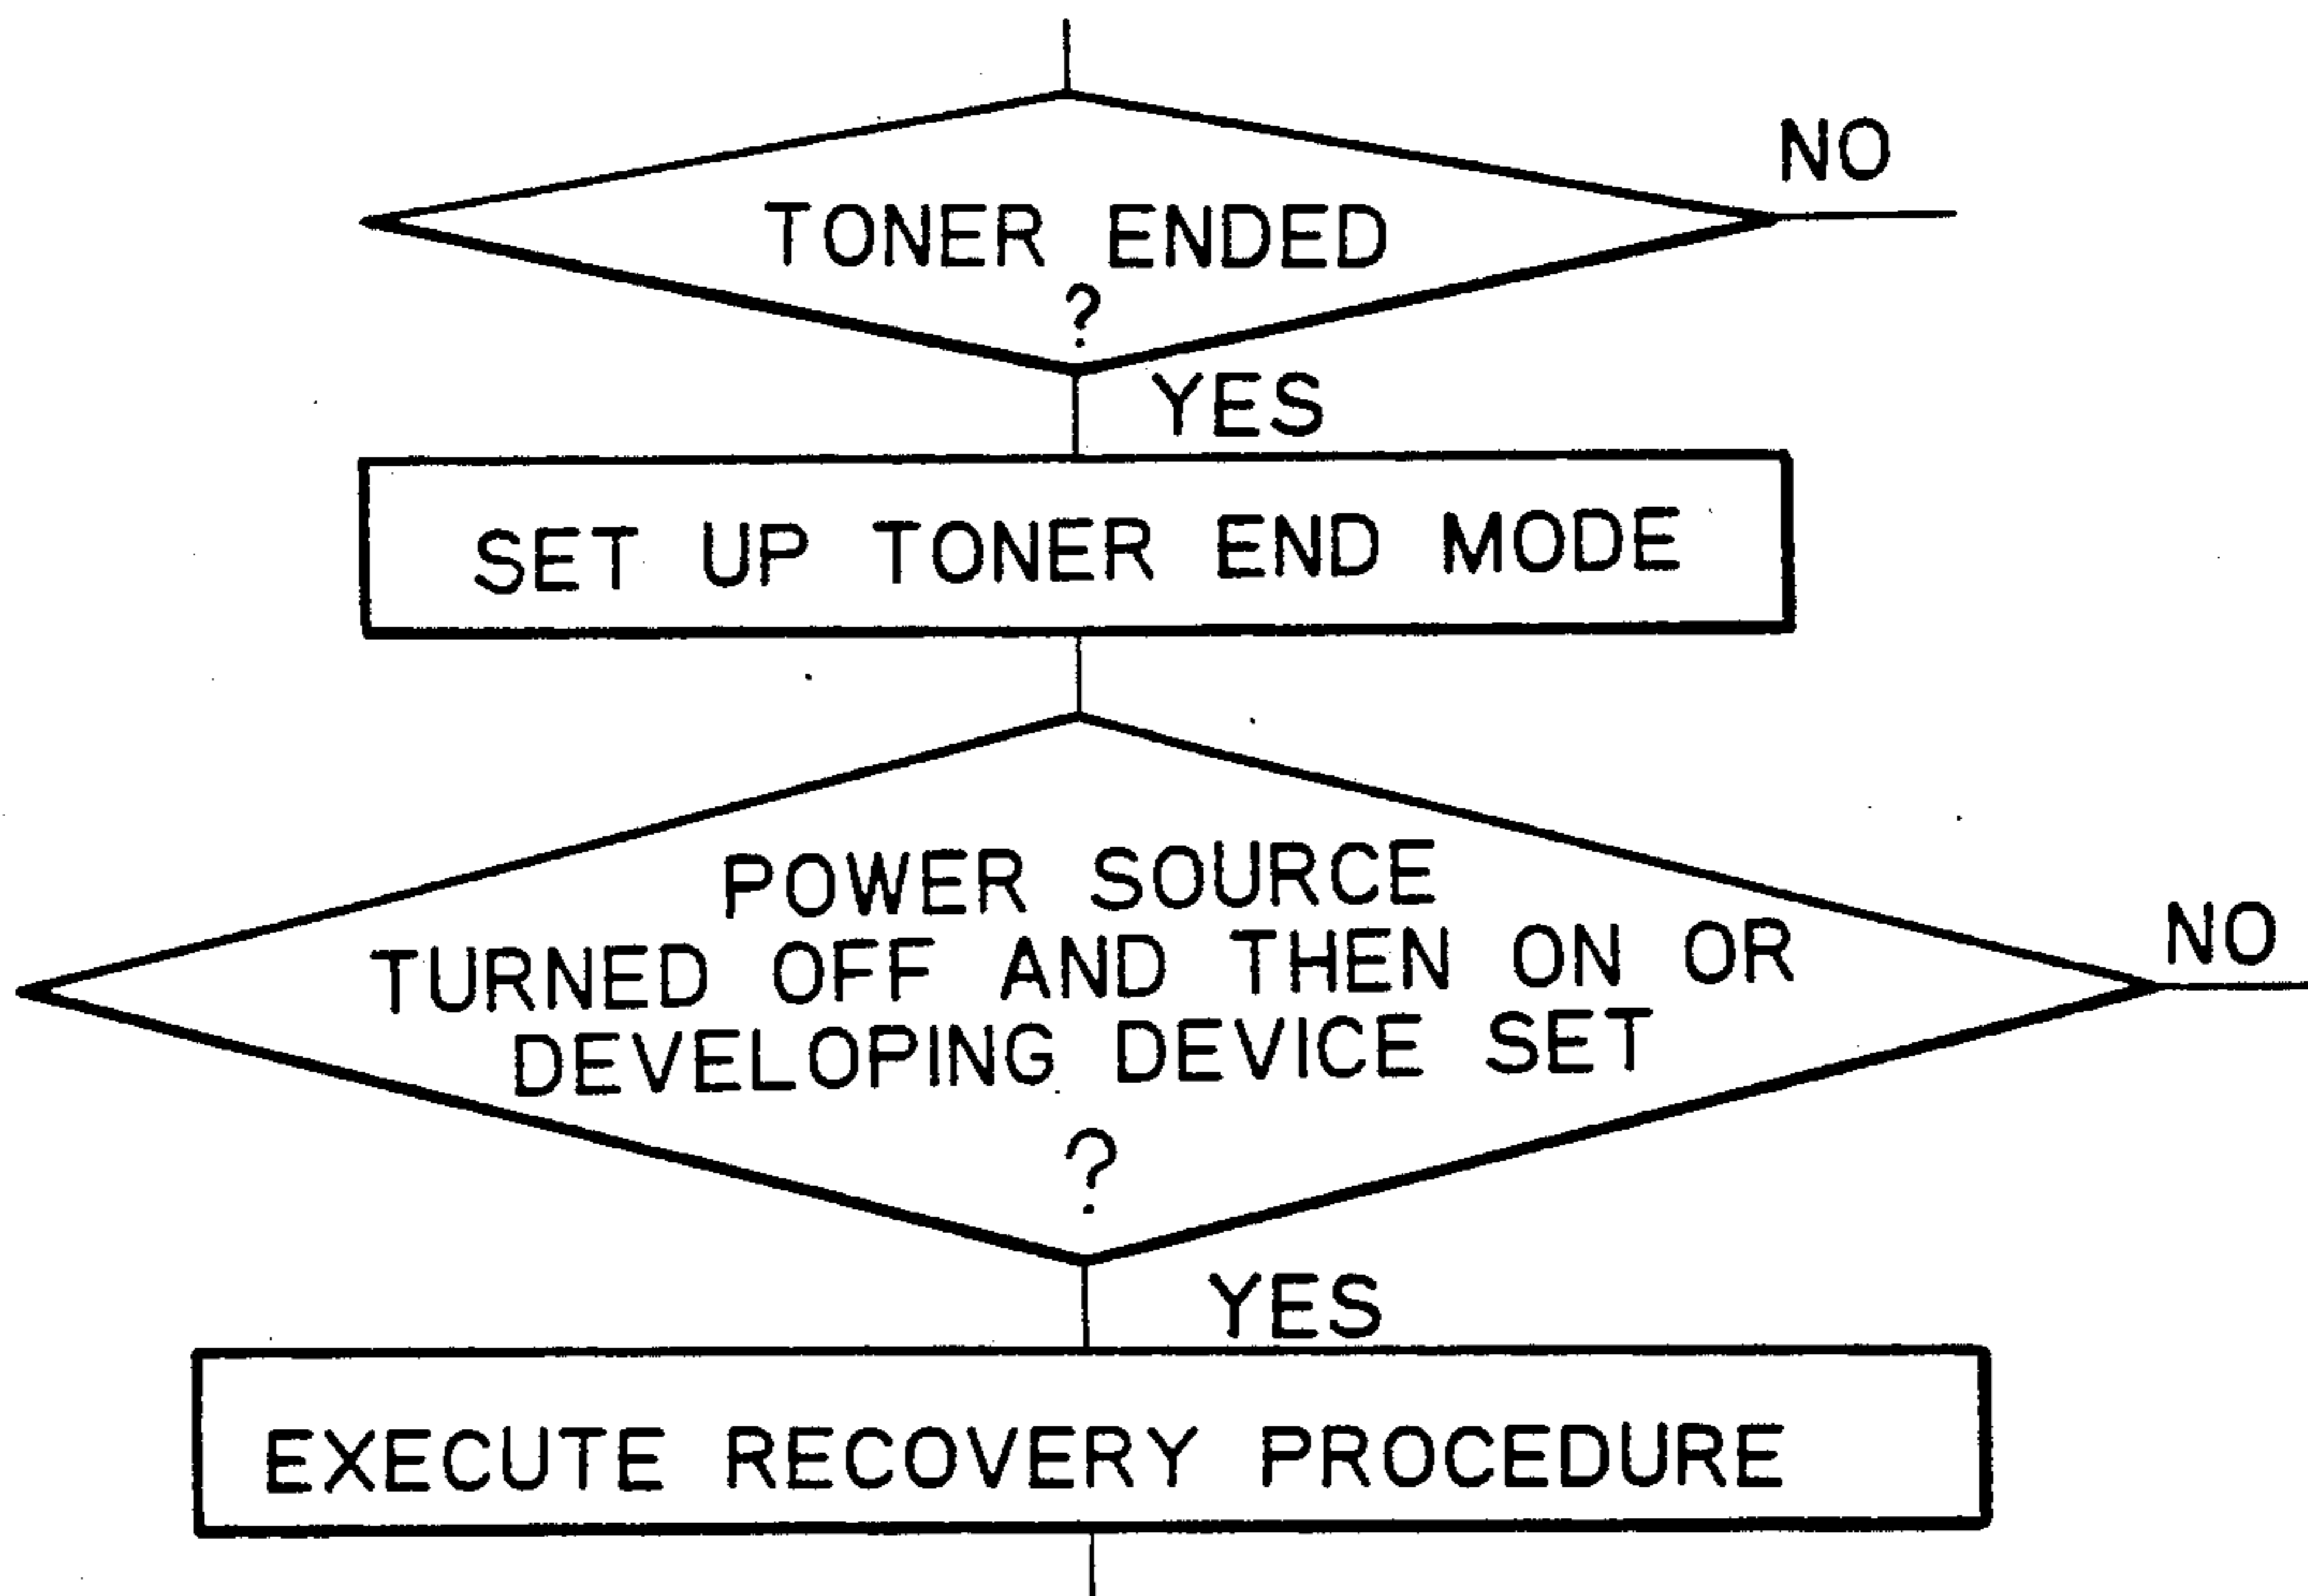 NO
TONER ENDED
?
YES
SET UP TONER END MODE
POWER SOURCE
TURNED OFF AND THEN ON OR
DEVELOPING DEVICE SET
?
NO
YES
EXECUTE RECOVERY PROCEDURE